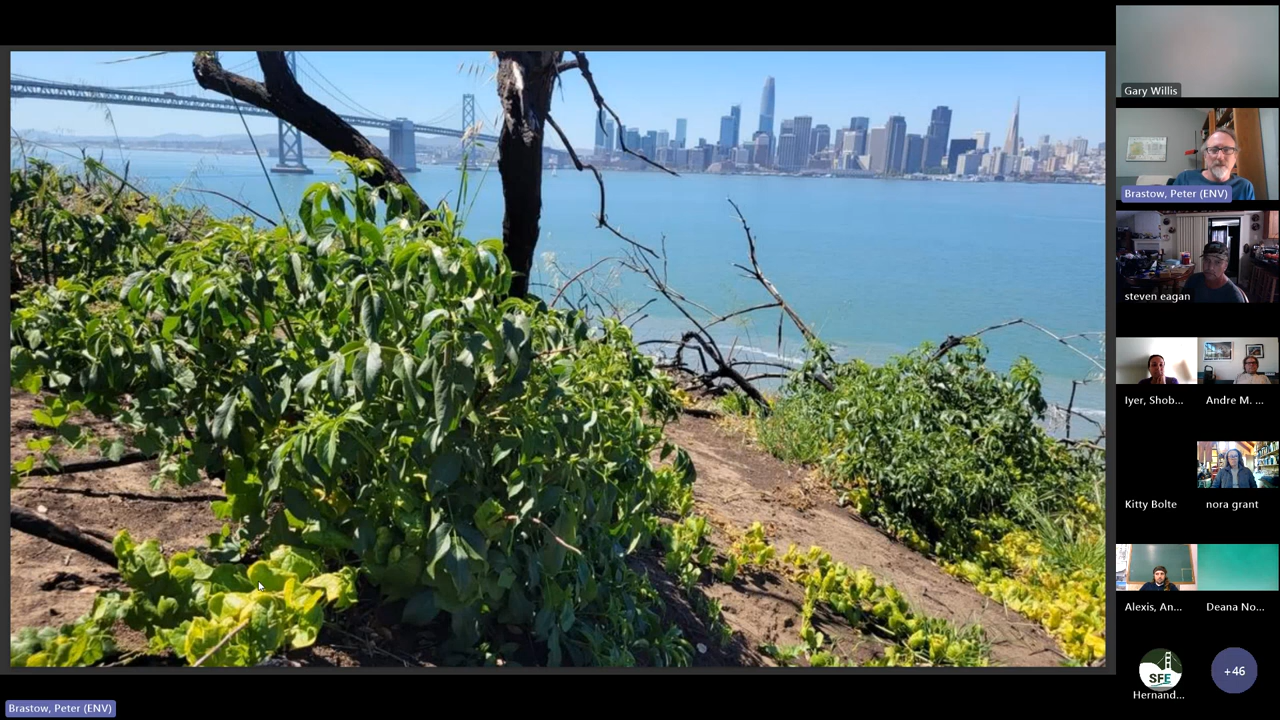 Gary Willis
Brastow, Peter (ENV)
steven eagan
Iyer, Shob...
Andre M. ...
Kitty Bolte
nora grant
Alexis, An...
Deana No...
SFE
Hernand...
+46
Brastow, Peter (ENV)